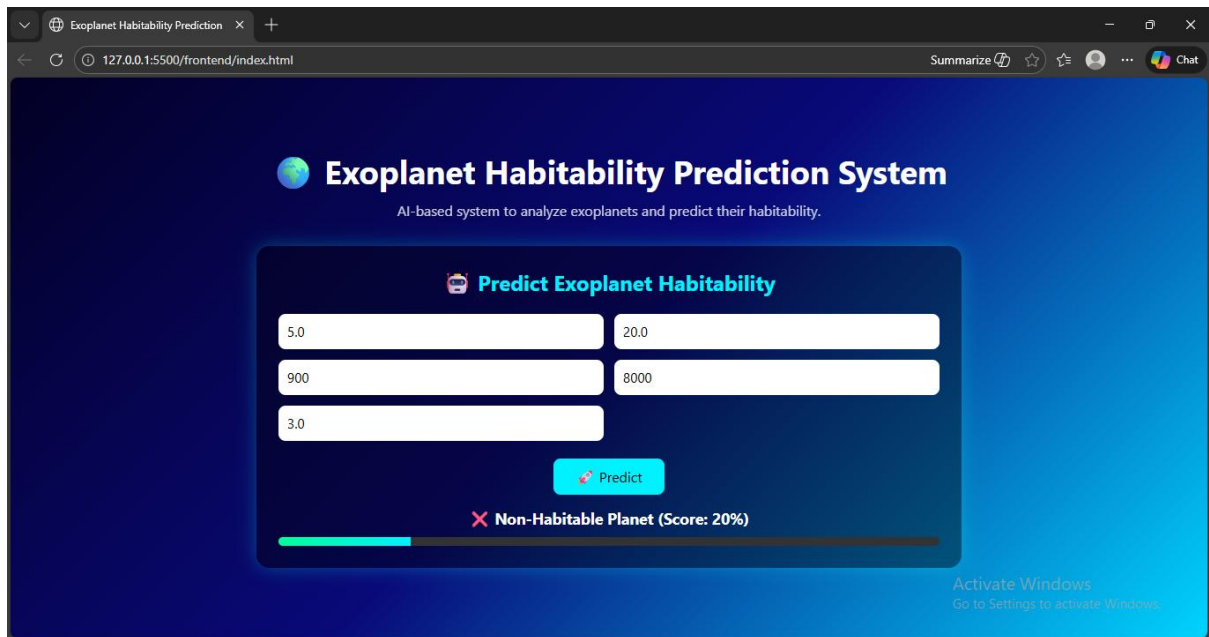 Exoplanet Habitability Prediction
127.0.0.1:5500/frontend/index.html
Summarize
Chat
🌍 Exoplanet Habitability Prediction System
AI-based system to analyze exoplanets and predict their habitability.
🤖 Predict Exoplanet Habitability
5.0
20.0
900
8000
3.0
🚀 Predict
❌ Non-Habitable Planet (Score: 20%)
Activate Windows
Go to Settings to activate Windows.